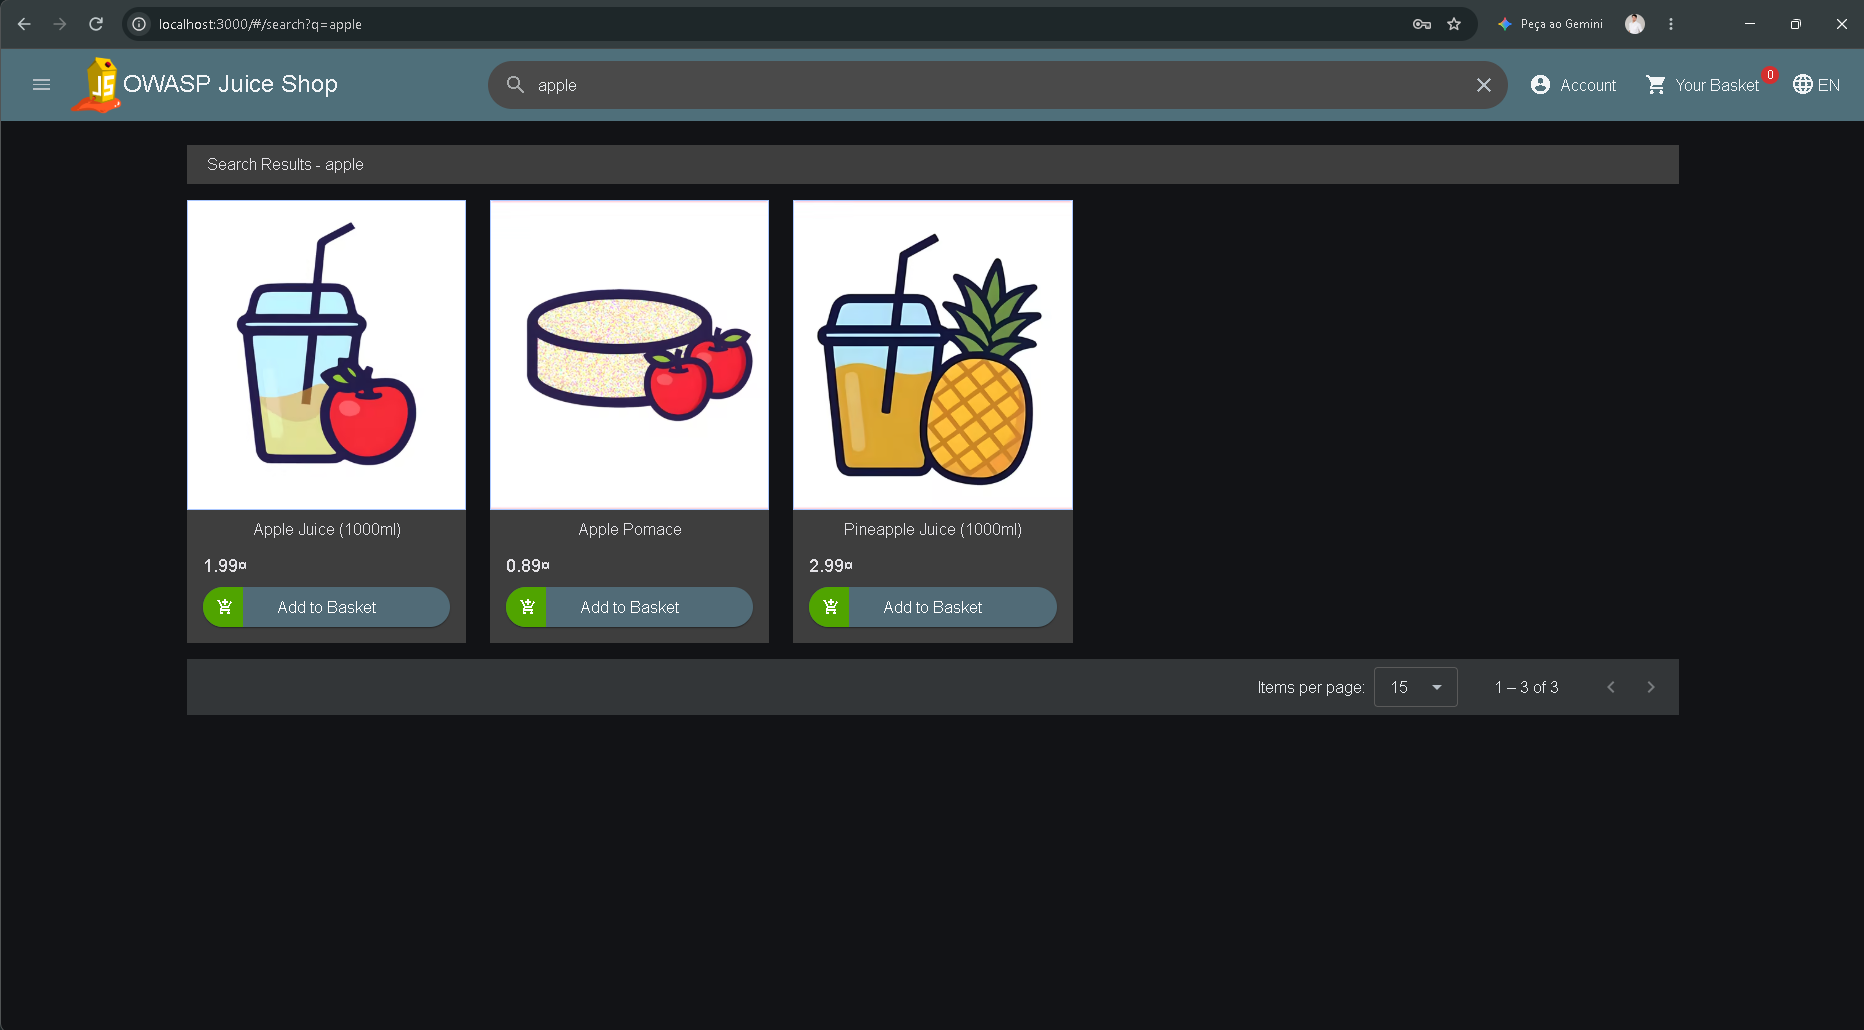 localhost:3000/#/search?q=apple
Peça ao Gemini
OWASP Juice Shop
apple
Account
Your Basket
0
EN
Search Results - apple
Apple Juice (1000ml)
1.99¤
Add to Basket
Apple Pomace
0.89¤
Add to Basket
Pineapple Juice (1000ml)
2.99¤
Add to Basket
Items per page:
15
1 – 3 of 3